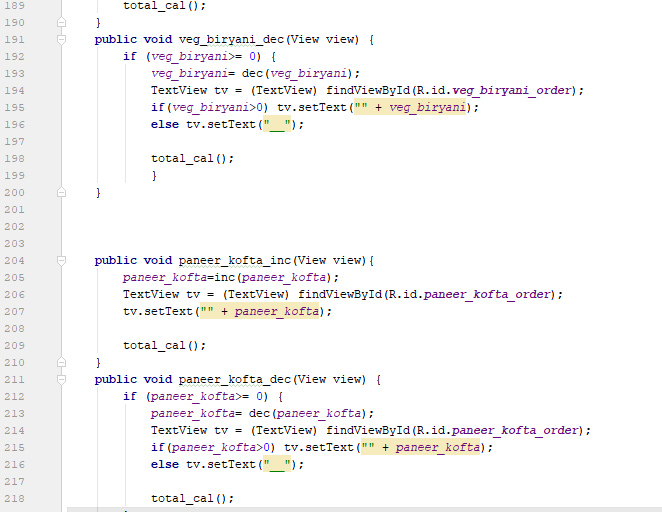 189 total_cal();
190 }
191 public void veg_biryani_dec(View view) {
192 if (veg_biryani>= 0) {
193 veg_biryani= dec(veg_biryani);
194 TextView tv = (TextView) findViewById(R.id.veg_biryani_order);
195 if(veg_biryani>0) tv.setText("" + veg_biryani);
196 else tv.setText("__");
197
198 total_cal();
199 }
200 }
201
202
203
204 public void paneer_kofta_inc(View view){
205 paneer_kofta=inc(paneer_kofta);
206 TextView tv = (TextView) findViewById(R.id.paneer_kofta_order);
207 tv.setText("" + paneer_kofta);
208
209 total_cal();
210 }
211 public void paneer_kofta_dec(View view) {
212 if (paneer_kofta>= 0) {
213 paneer_kofta= dec(paneer_kofta);
214 TextView tv = (TextView) findViewById(R.id.paneer_kofta_order);
215 if(paneer_kofta>0) tv.setText("" + paneer_kofta);
216 else tv.setText("__");
217
218 total_cal();